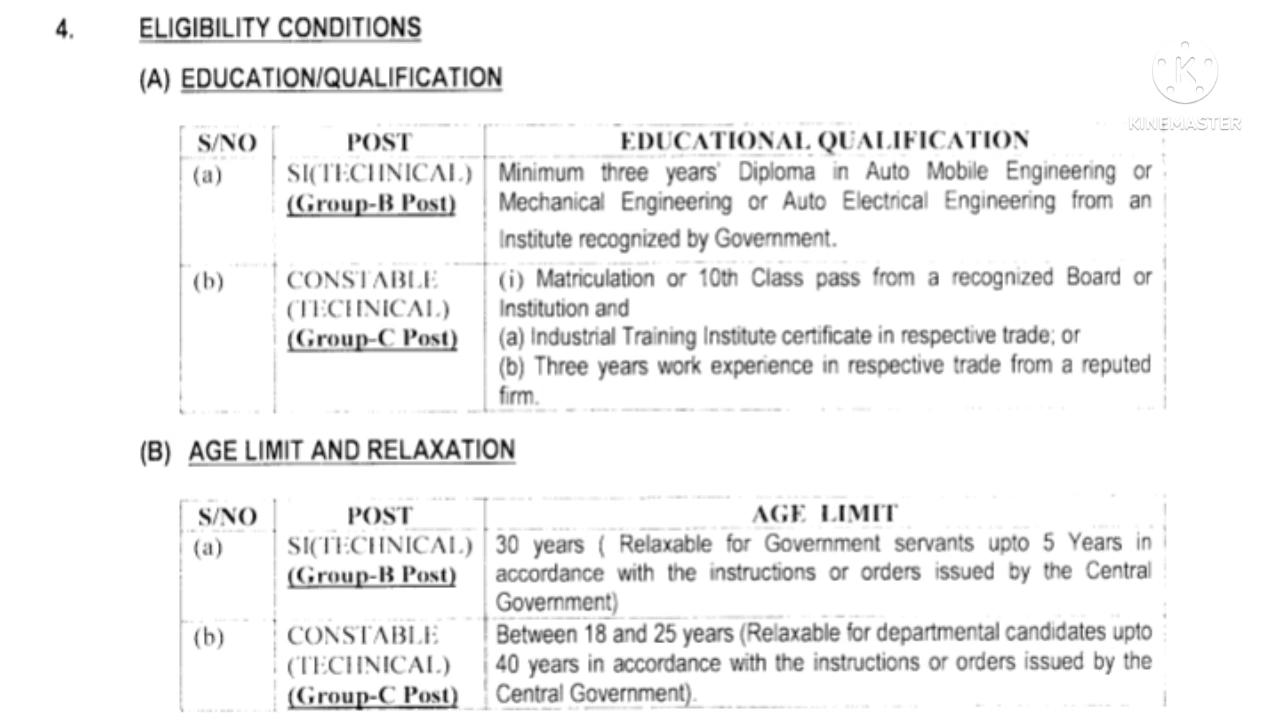 4. ELIGIBILITY CONDITIONS
(A) EDUCATION/QUALIFICATION
KINEMASTER
S/NO POST EDUCATIONAL QUALIFICATION
(a) SI(TECHNICAL) Minimum three years' Diploma in Auto Mobile Engineering or
(Group-B Post) Mechanical Engineering or Auto Electrical Engineering from an
Institute recognized by Government.
(b) CONSTABLE (i) Matriculation or 10th Class pass from a recognized Board or
(TECHNICAL) Institution and
(Group-C Post) (a) Industrial Training Institute certificate in respective trade; or
(b) Three years work experience in respective trade from a reputed
firm.
(B) AGE LIMIT AND RELAXATION
S/NO POST AGE LIMIT
(a) SI(TECHNICAL) 30 years ( Relaxable for Government servants upto 5 Years in
(Group-B Post) accordance with the instructions or orders issued by the Central
Government)
(b) CONSTABLE Between 18 and 25 years (Relaxable for departmental candidates upto
(TECHNICAL) 40 years in accordance with the instructions or orders issued by the
(Group-C Post) Central Government).